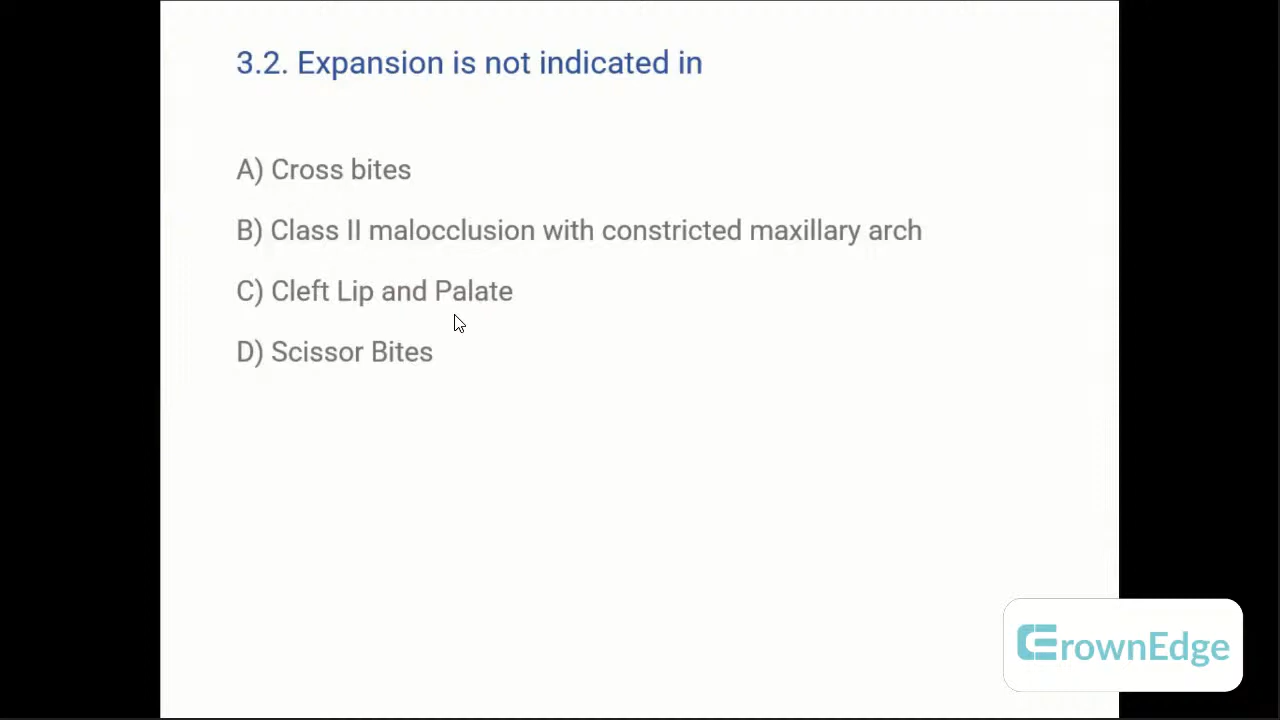 3.2. Expansion is not indicated in
A) Cross bites
B) Class II malocclusion with constricted maxillary arch
C) Cleft Lip and Palate
D) Scissor Bites
CrownEdge